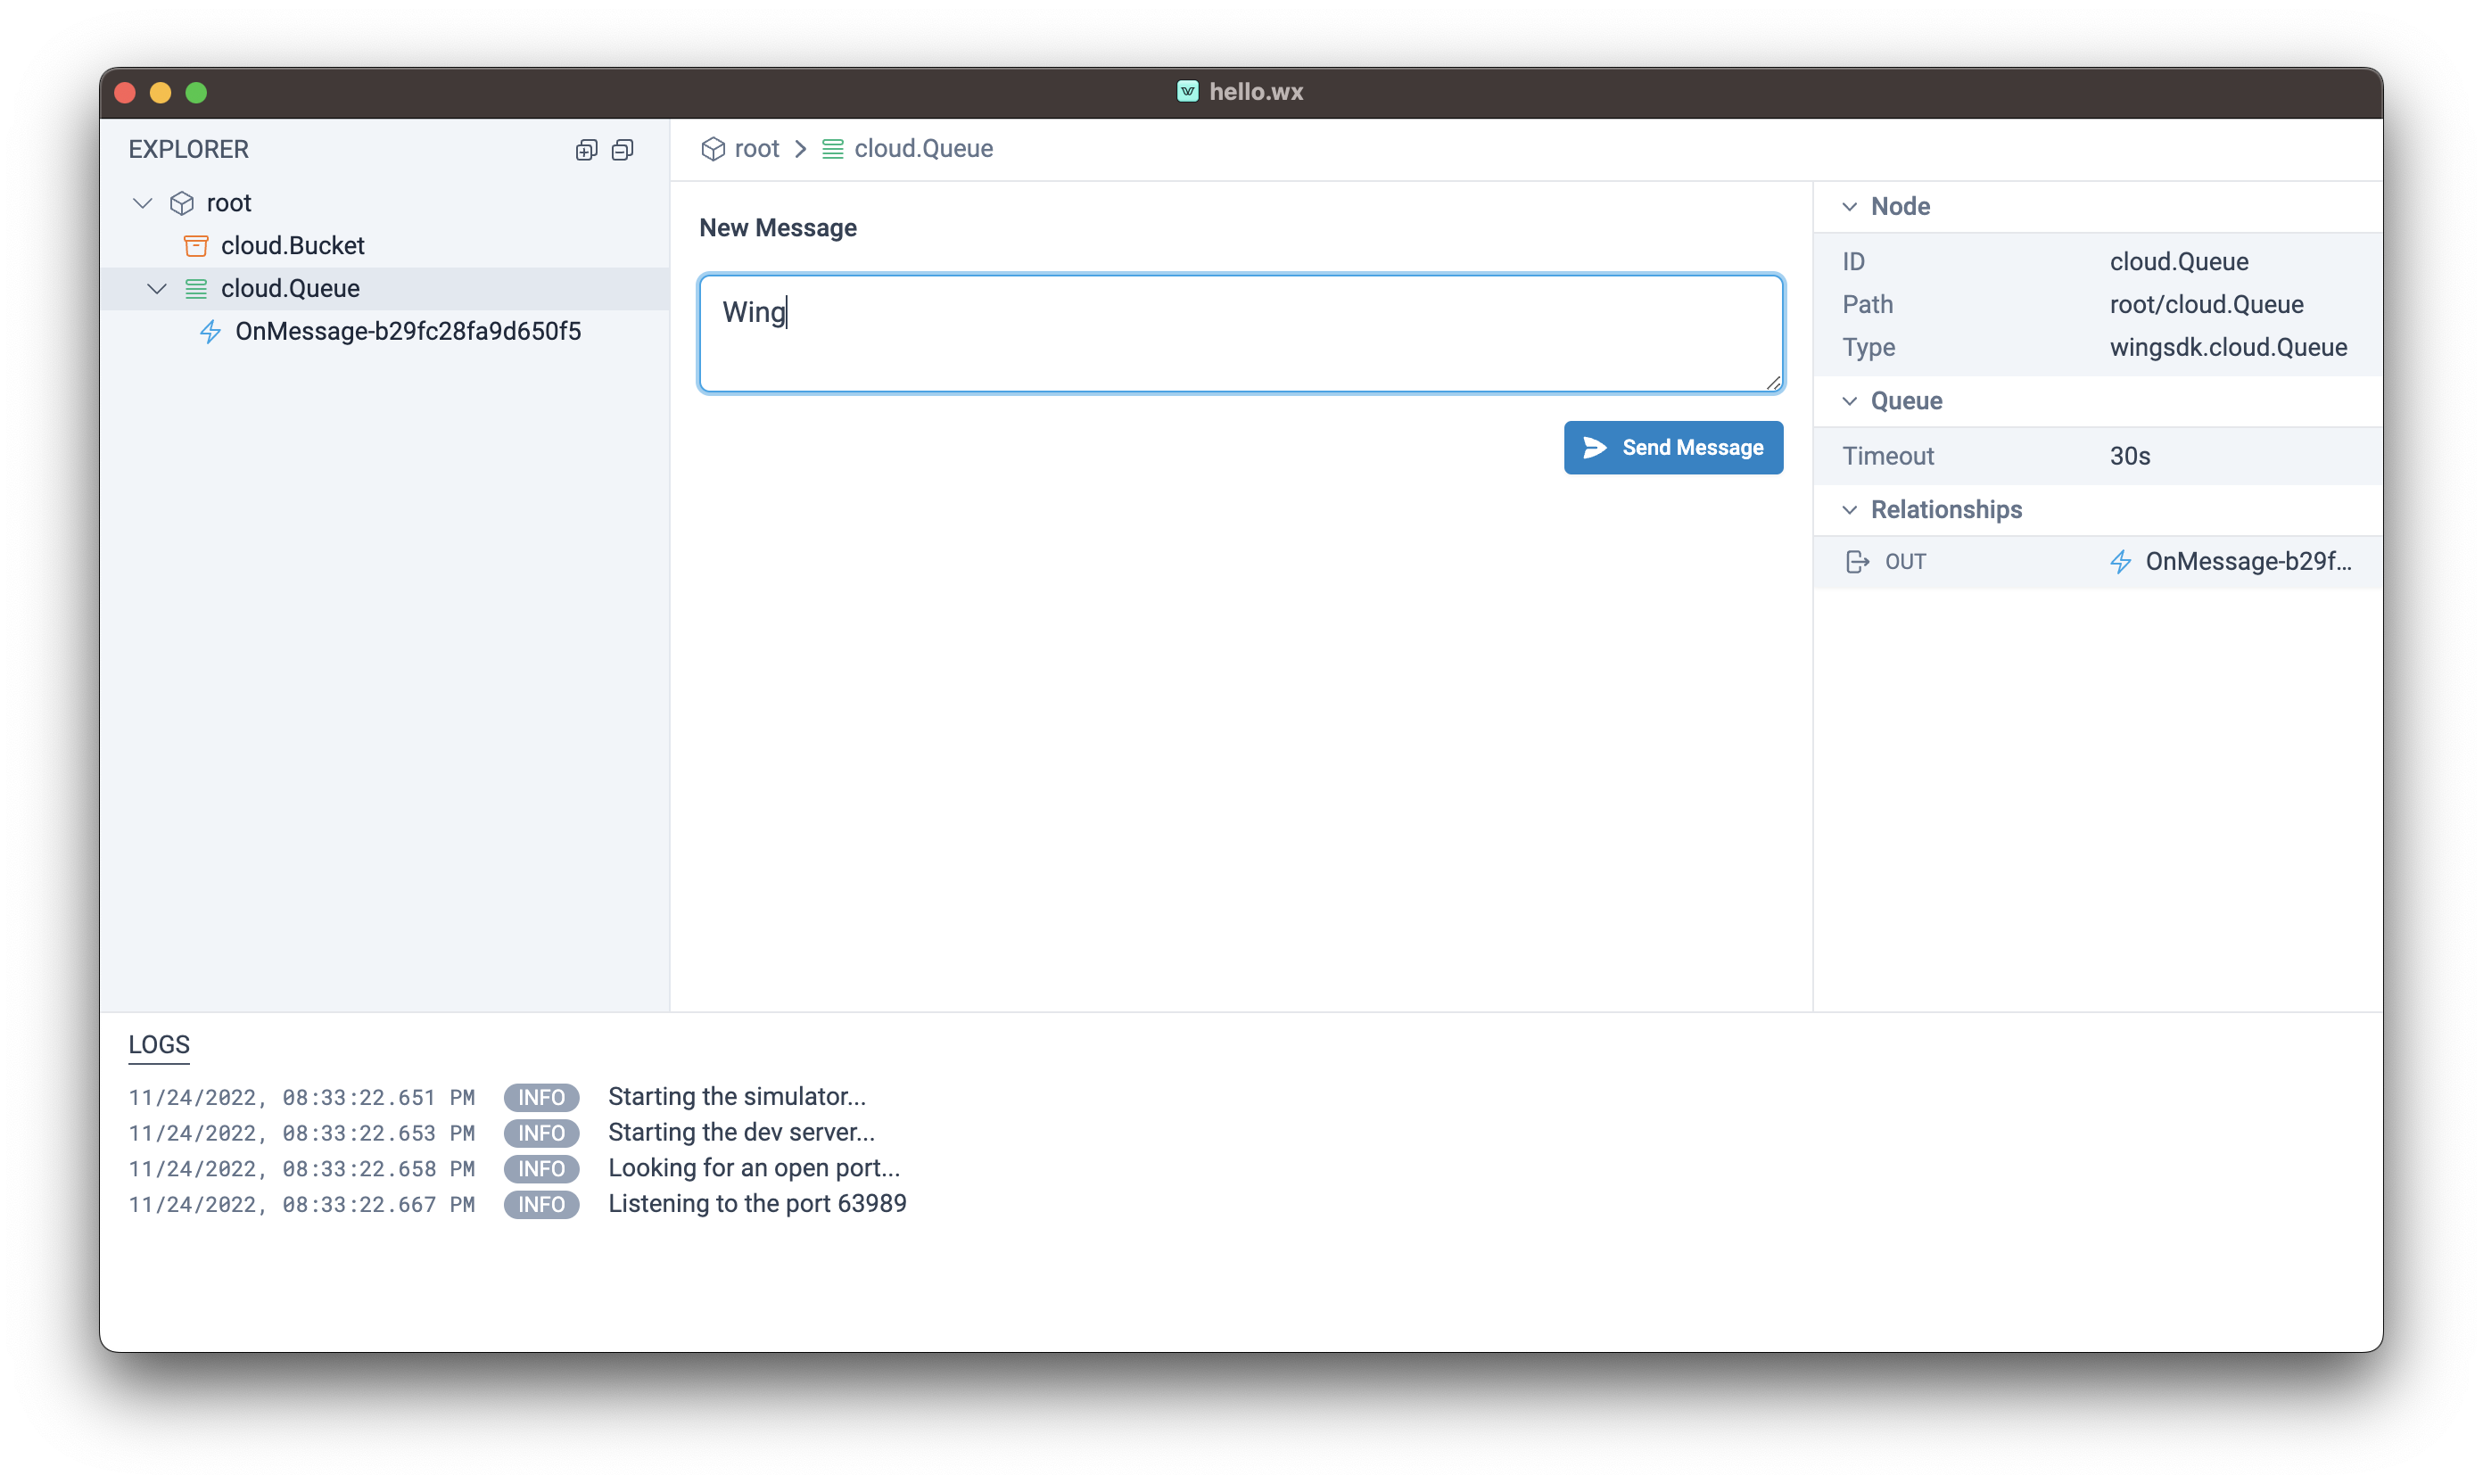 hello.wx
EXPLORER
root
cloud.Bucket
cloud.Queue
OnMessage-b29fc28fa9d650f5
root > cloud.Queue
New Message
Wing
Send Message
Node
ID cloud.Queue
Path root/cloud.Queue
Type wingsdk.cloud.Queue
Queue
Timeout 30s
Relationships
OUT OnMessage-b29f...
LOGS
11/24/2022, 08:33:22.651 PM INFO Starting the simulator...
11/24/2022, 08:33:22.653 PM INFO Starting the dev server...
11/24/2022, 08:33:22.658 PM INFO Looking for an open port...
11/24/2022, 08:33:22.667 PM INFO Listening to the port 63989